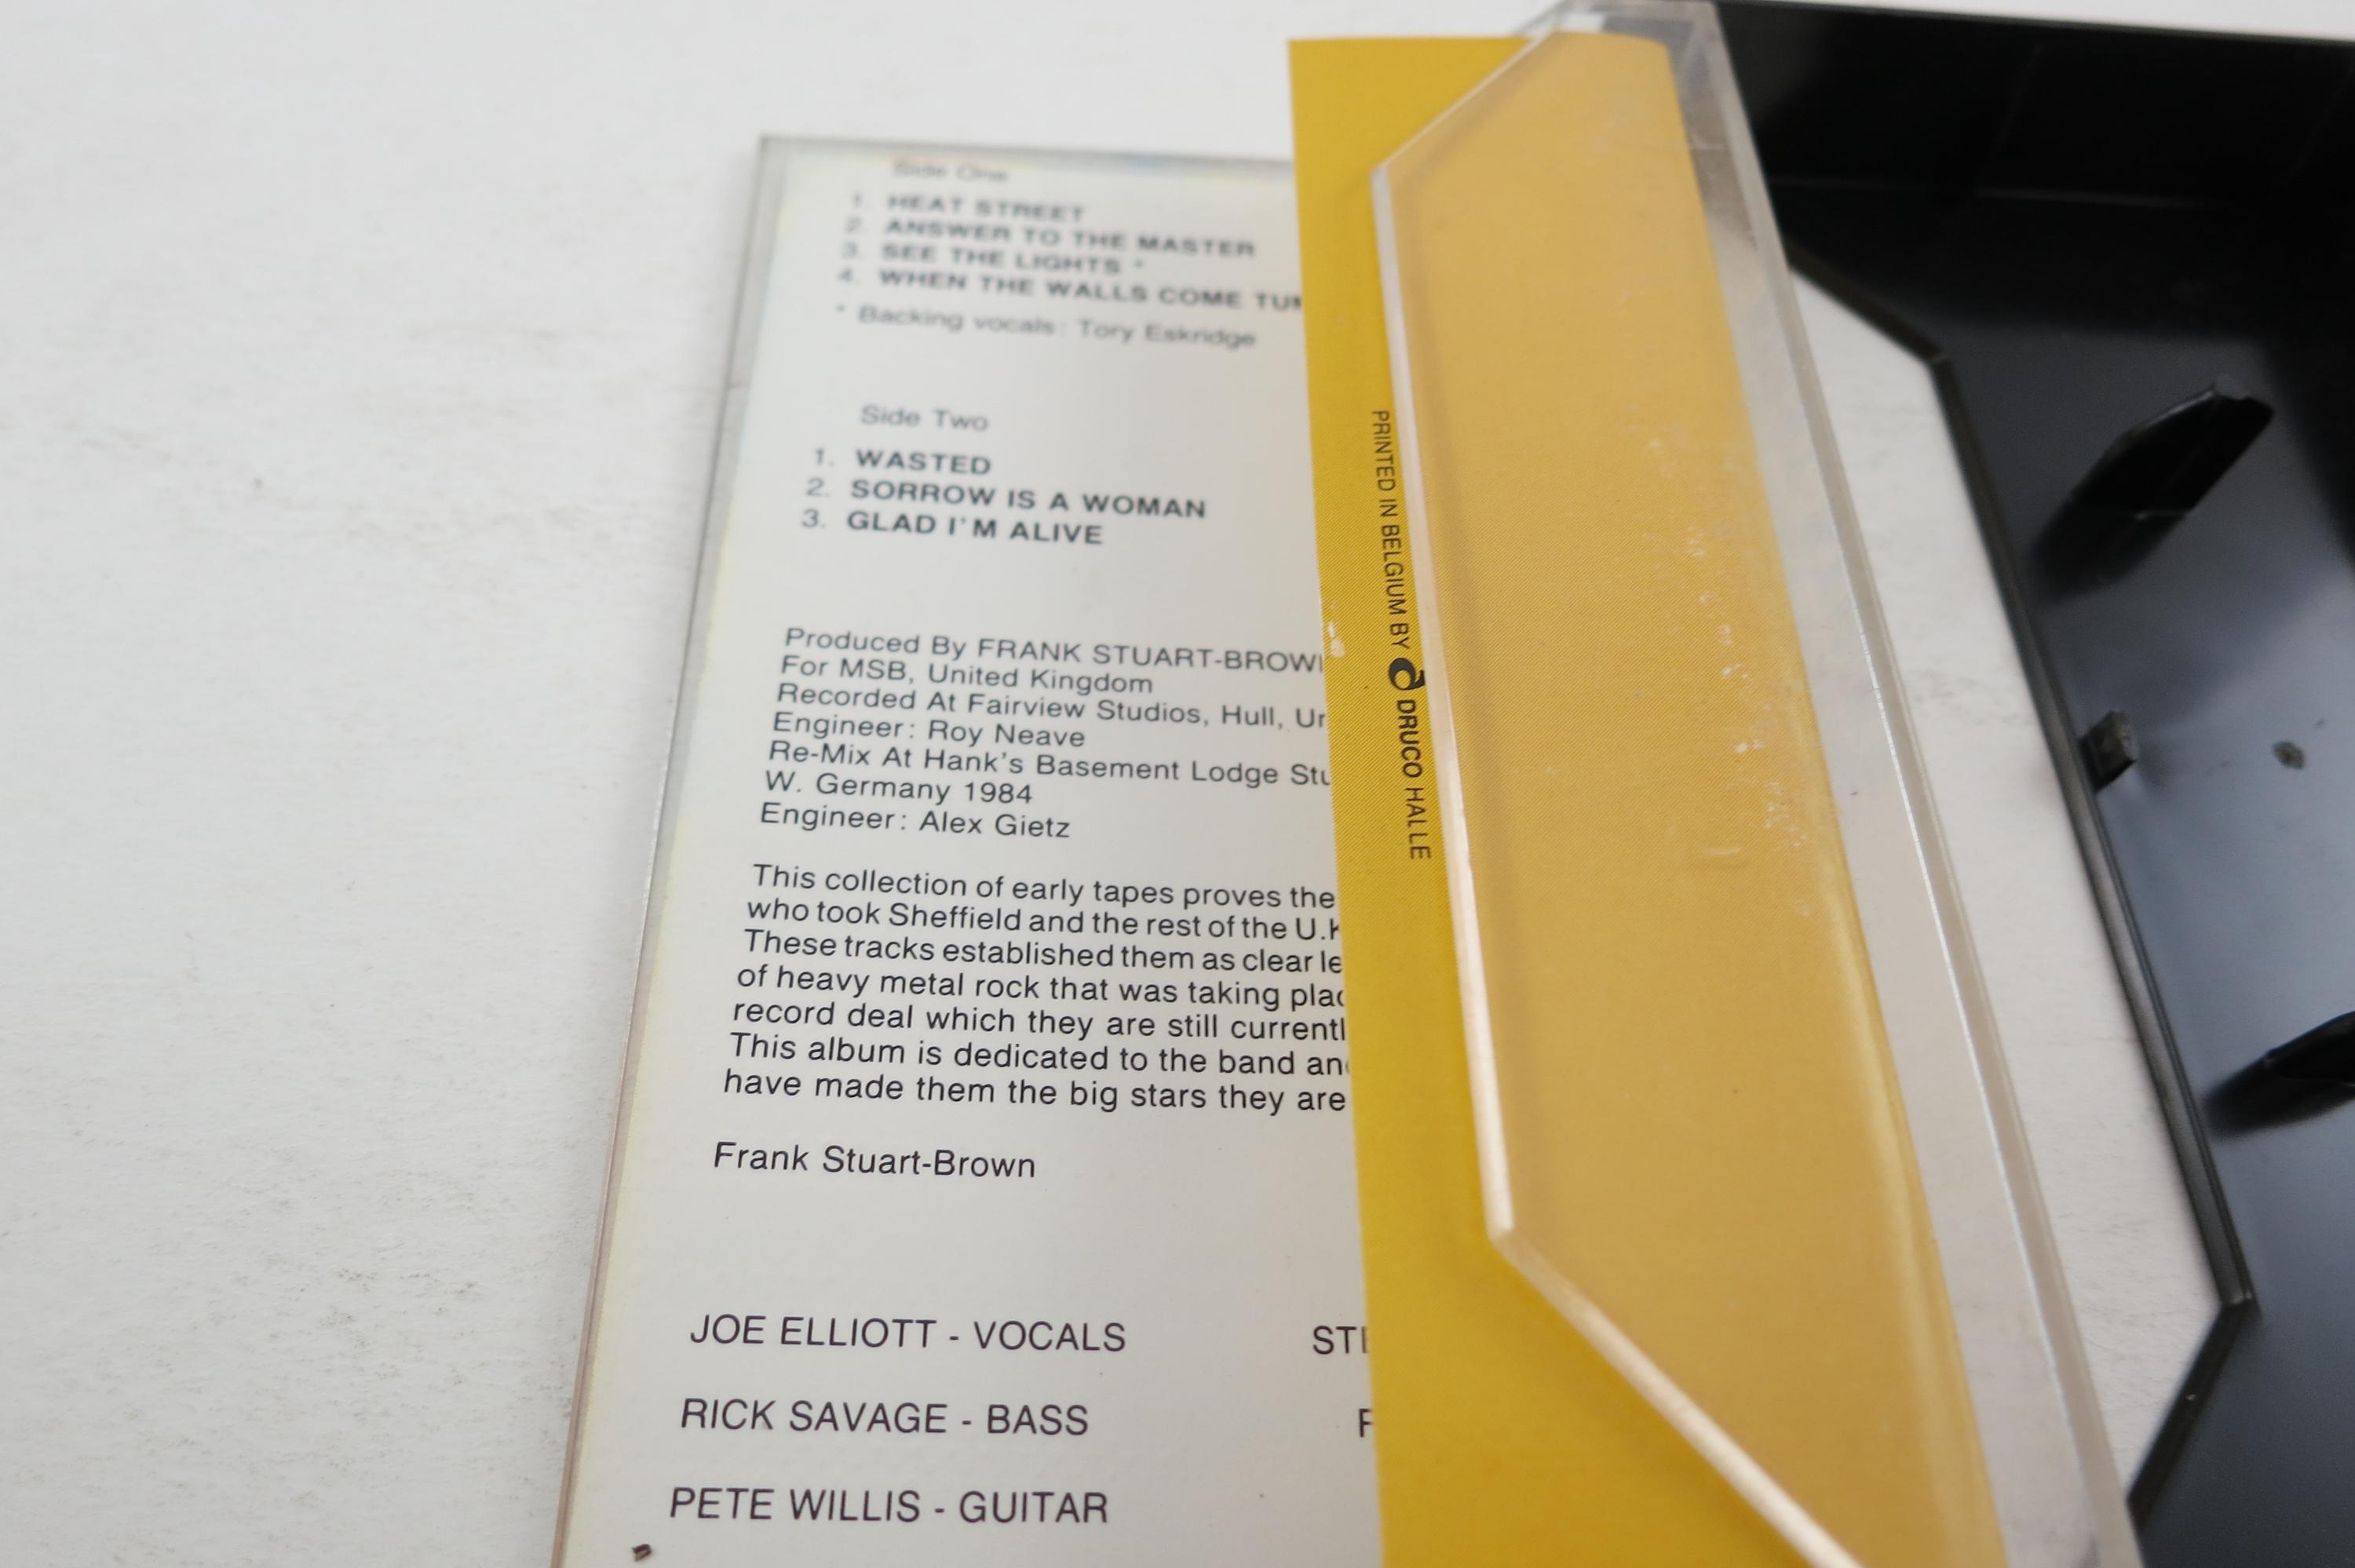 Side One
1. HEAT STREET
2. ANSWER TO THE MASTER
3. SEE THE LIGHTS *
4. WHEN THE WALLS COME
* Backing vocals: Tory Eskridge
Side Two
1. WASTED
2. SORROW IS A WOMAN
3. GLAD I'M ALIVE
Produced By FRANK STUART-BROW
For MSB, United Kingdom
Recorded At Fairview Studios, Hull,
Engineer: Roy Neave
Re-Mix At Hank's Basement Lodge
W. Germany 1984
Engineer: Alex Gietz
This collection of early tapes proves the
who took Sheffield and the rest of the U.K
These tracks established them as clear
of heavy metal rock that was taking
record deal which they are still currentl
This album is dedicated to the band an
have made them the big stars they are
Frank Stuart-Brown
JOE ELLIOTT - VOCALS
RICK SAVAGE - BASS
PETE WILLIS - GUITAR
PRINTED IN BELGIUM BY DRUCO HALLE